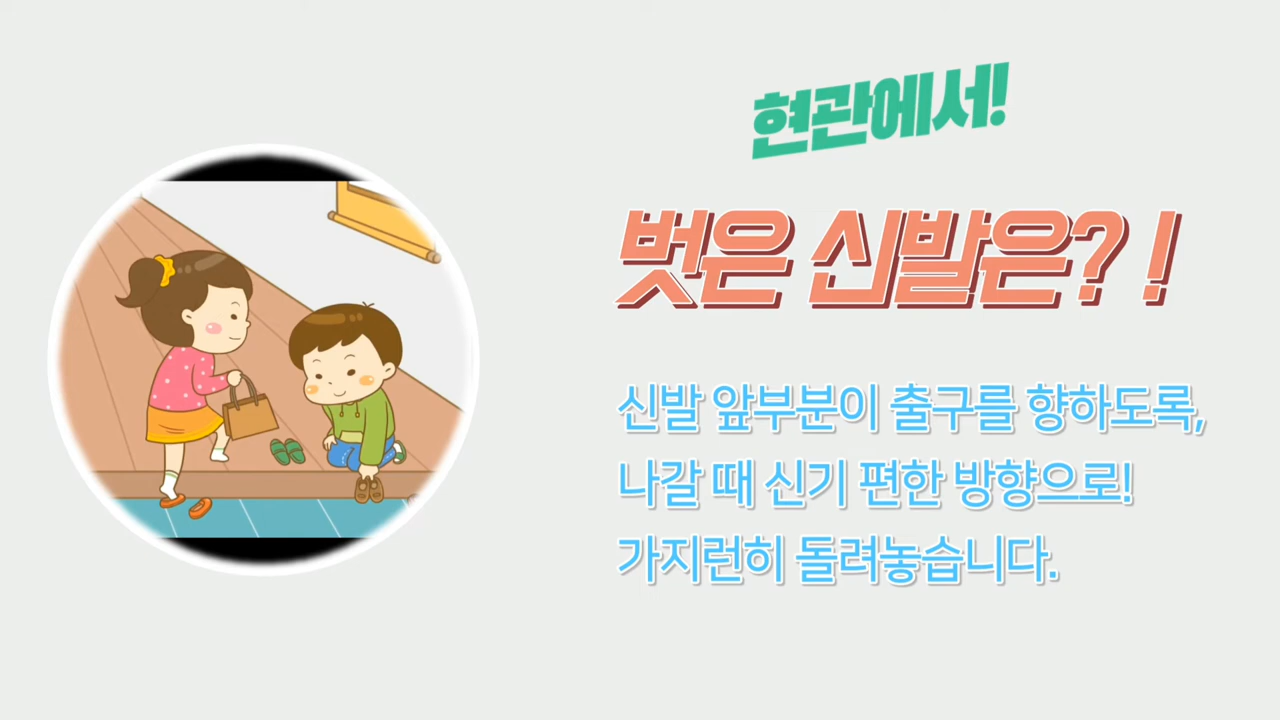 현관에서!
벗은 신발은? !
신발 앞부분이 출구를 향하도록,
나갈 때 신기 편한 방향으로!
가지런히 돌려놓습니다.